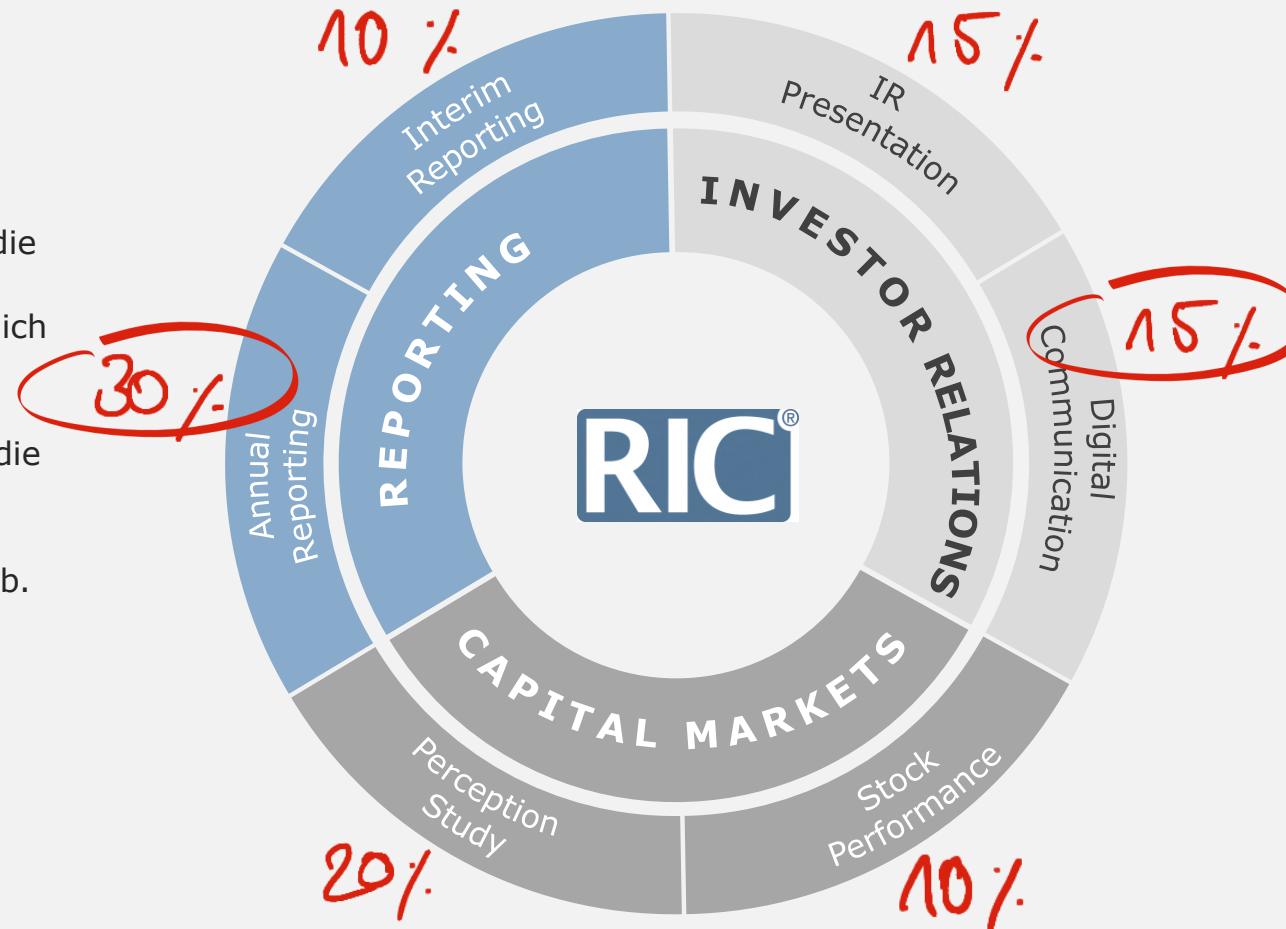 10 %
15 %
Interim
Reporting
IR
Presentation
die
ich
die
b.
REPORTING
INVESTOR RELATIONS
30 %
15 %
Annual
Reporting
Digital
Communication
RIC®
CAPITAL MARKETS
Perception
Study
Stock
Performance
20%
10 %